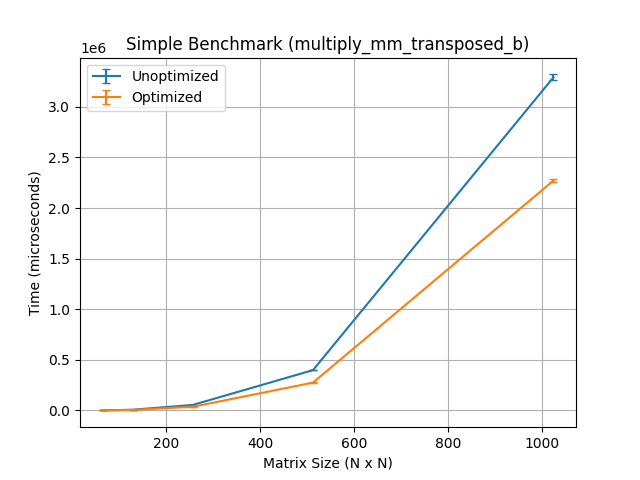 Simple Benchmark (multiply_mm_transposed_b)
1e6
Unoptimized
Optimized
3.0
2.5
2.0
1.5
1.0
0.5
0.0
Time (microseconds)
200
400
600
800
1000
Matrix Size (N x N)